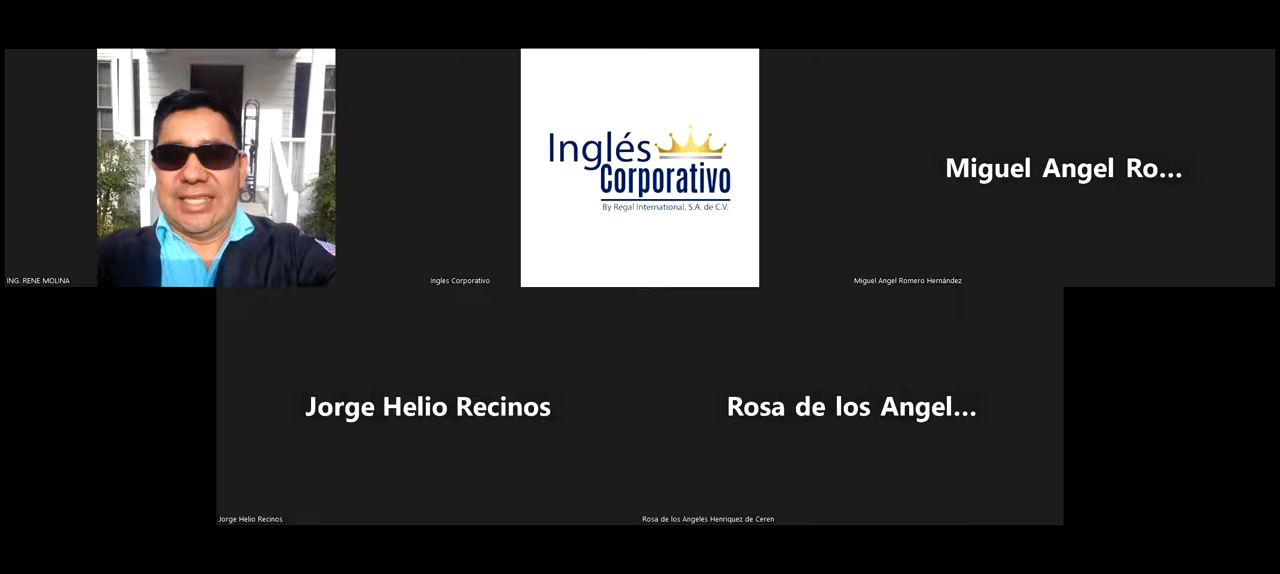 Inglés
Corporativo
By Regal International, S.A. de C.V.
Miguel Angel Ro...
ING. RENE MOLINA
Ingles Corporativo
Miguel Angel Romero Hernández
Jorge Helio Recinos
Rosa de los Angel...
Jorge Helio Recinos
Rosa de los Angeles Henriquez de Ceren